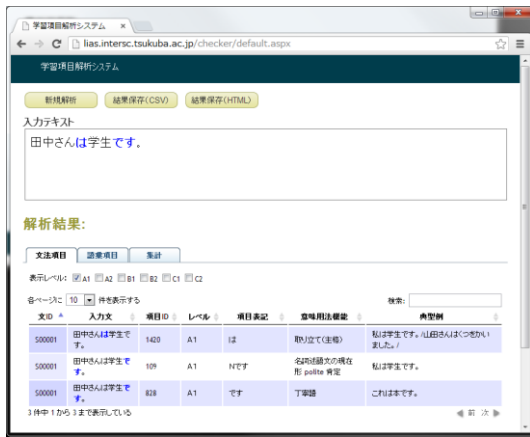 学習項目解析システム ×
lias.intersc.tsukuba.ac.jp/checker/default.aspx
学習項目解析システム
新規解析 結果保存(CSV) 結果保存(HTML)
入力テキスト
田中さんは学生です。
解析結果:
文法項目 語彙項目 集計
表示レベル: A1 A2 B1 B2 C1 C2
各ページに 10 件を表示する 検索:
文ID 入力文 項目ID レベル 項目表記 意味用法機能 典型例
S00001 田中さんは学生です。 1420 A1 は 取り立て(主格) 私は学生です。/山田さんはくつをかいました。/
S00001 田中さんは学生です。 109 A1 Nです 名詞述語文の現在形 polite 肯定 私は学生です。
S00001 田中さんは学生です。 828 A1 です 丁寧語 これは本です。
3 件中 1 から 3 まで表示している 前 次